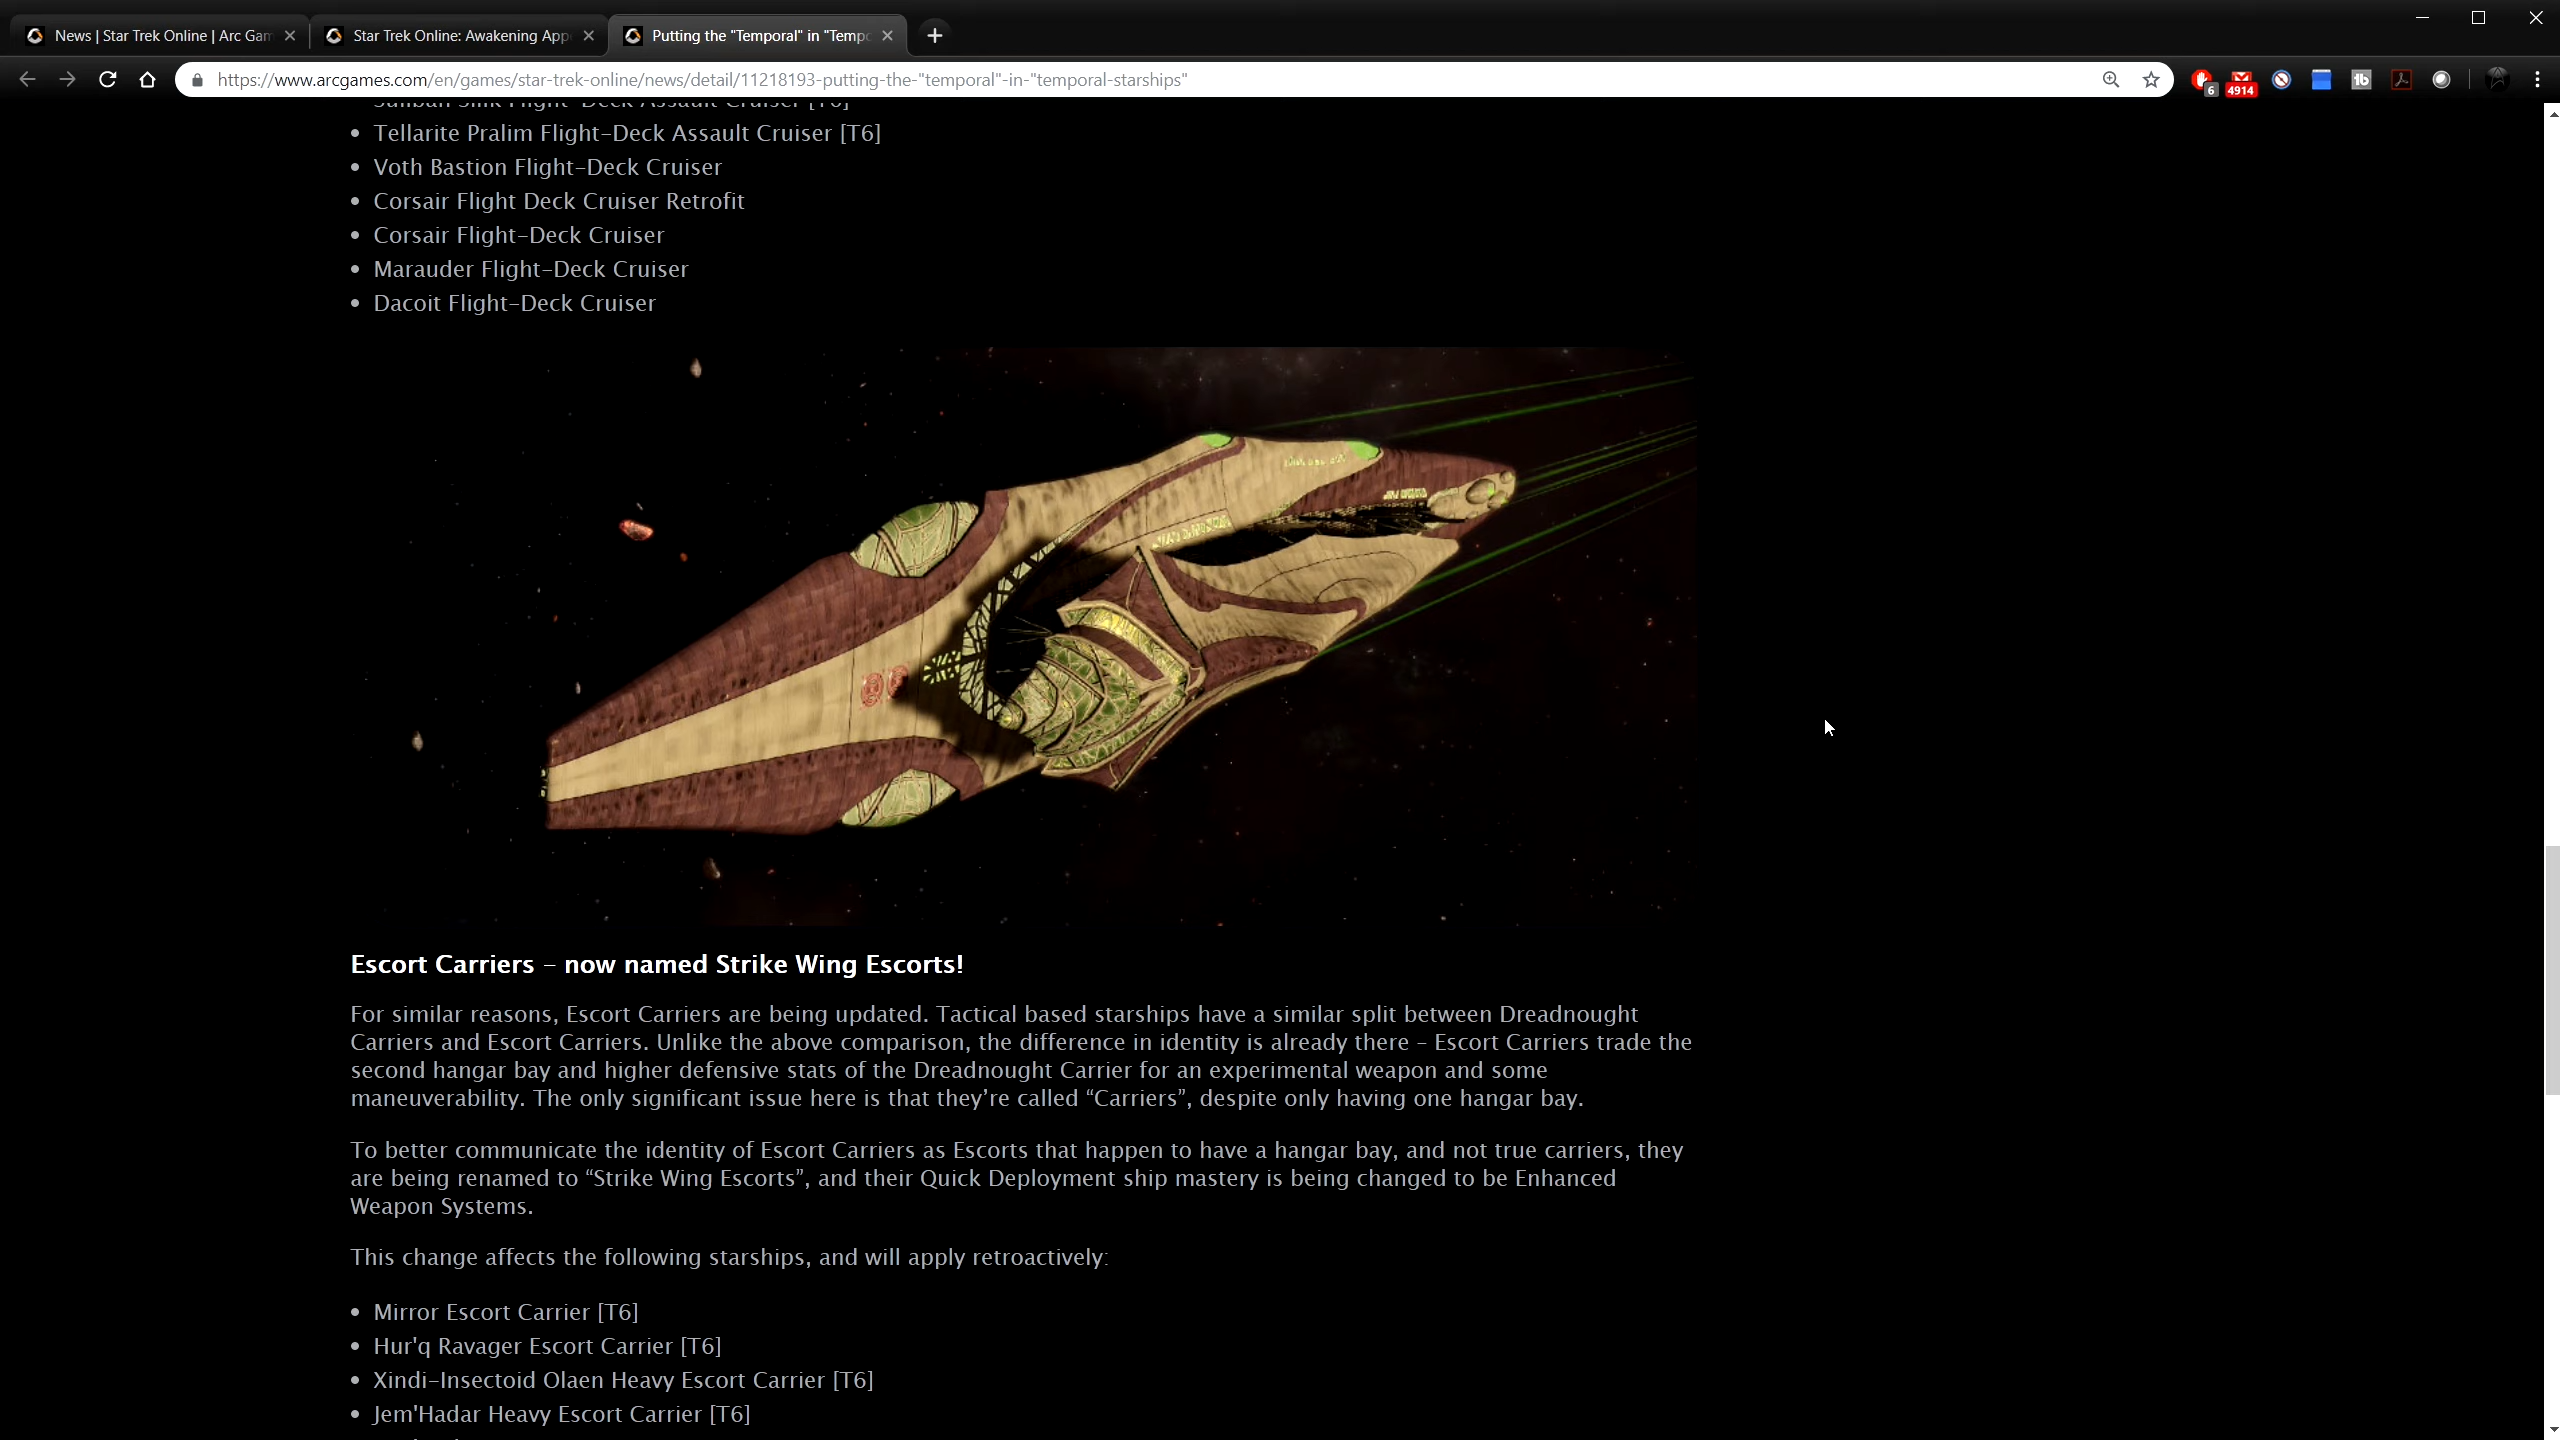 News | Star Trek Online | Arc Gam
Star Trek Online: Awakening App
Putting the "Temporal" in "Tempo
https://www.arcgames.com/en/games/star-trek-online/news/detail/11218193-putting-the-"temporal"-in-"temporal-starships"
6
4914
Suliban Silik Flight-Deck Assault Cruiser [T6]
• Tellarite Pralim Flight-Deck Assault Cruiser [T6]
• Voth Bastion Flight-Deck Cruiser
• Corsair Flight Deck Cruiser Retrofit
• Corsair Flight-Deck Cruiser
• Marauder Flight-Deck Cruiser
• Dacoit Flight-Deck Cruiser
Escort Carriers – now named Strike Wing Escorts!
For similar reasons, Escort Carriers are being updated. Tactical based starships have a similar split between Dreadnought
Carriers and Escort Carriers. Unlike the above comparison, the difference in identity is already there – Escort Carriers trade the
second hangar bay and higher defensive stats of the Dreadnought Carrier for an experimental weapon and some
maneuverability. The only significant issue here is that they’re called “Carriers”, despite only having one hangar bay.
To better communicate the identity of Escort Carriers as Escorts that happen to have a hangar bay, and not true carriers, they
are being renamed to “Strike Wing Escorts”, and their Quick Deployment ship mastery is being changed to be Enhanced
Weapon Systems.
This change affects the following starships, and will apply retroactively:
• Mirror Escort Carrier [T6]
• Hur'q Ravager Escort Carrier [T6]
• Xindi-Insectoid Olaen Heavy Escort Carrier [T6]
• Jem'Hadar Heavy Escort Carrier [T6]